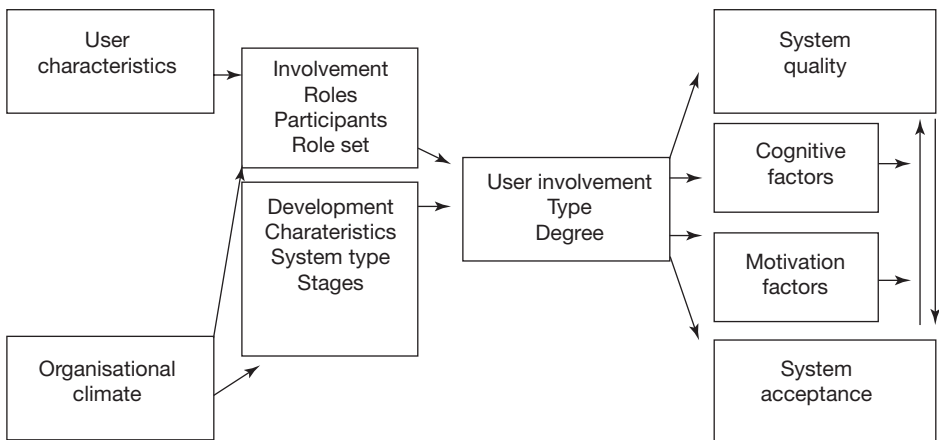 User
characteristics
Involvement
Roles
Participants
Role set
Development
Charateristics
System type
Stages
Organisational
climate
User involvement
Type
Degree
System
quality
Cognitive
factors
Motivation
factors
System
acceptance